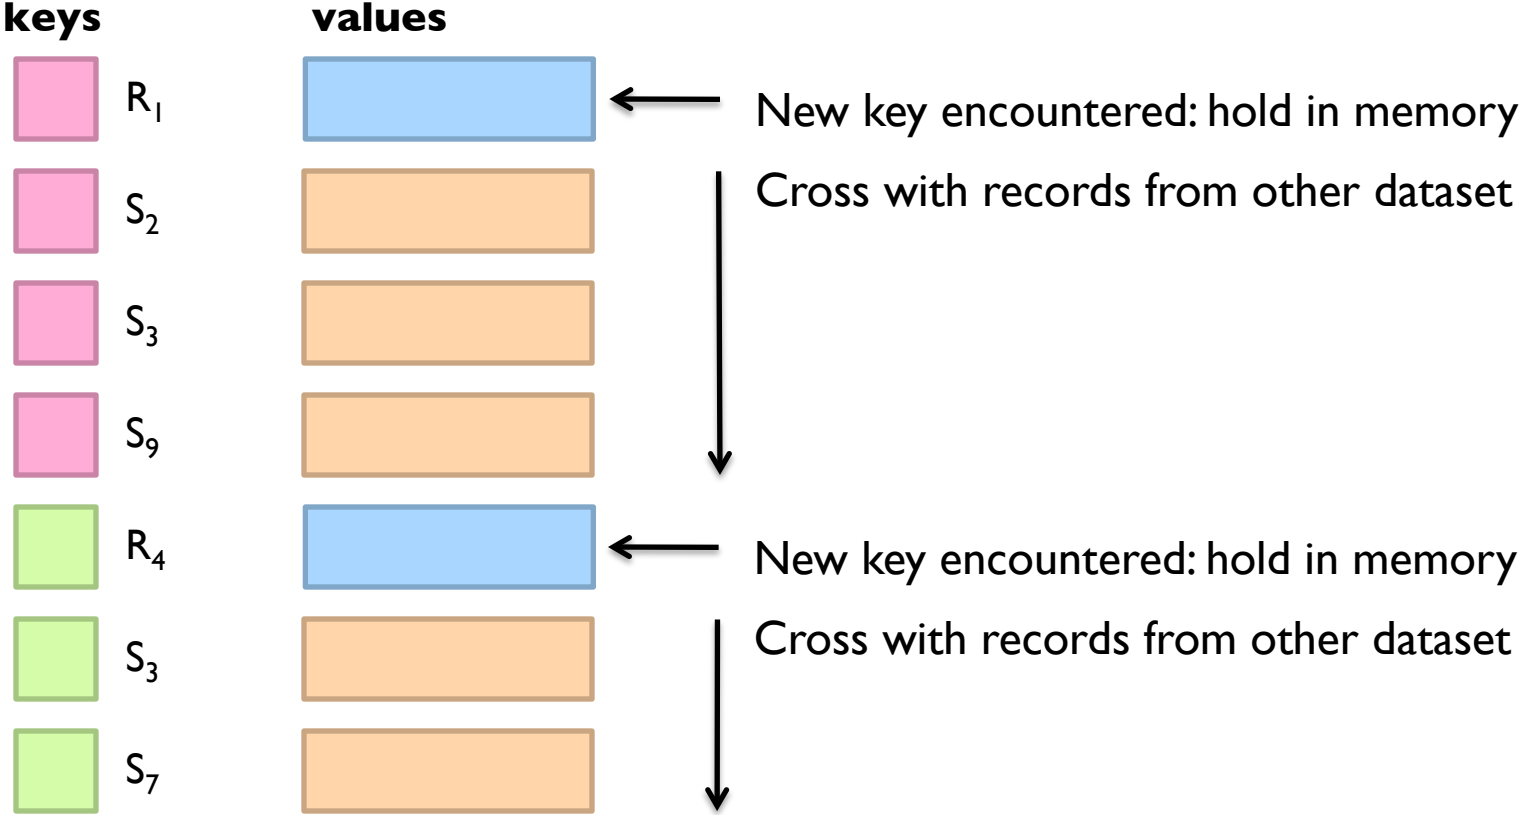 keys values
R₁
New key encountered: hold in memory
S₂
Cross with records from other dataset
S₃
S₉
R₄
New key encountered: hold in memory
S₃
Cross with records from other dataset
S₇